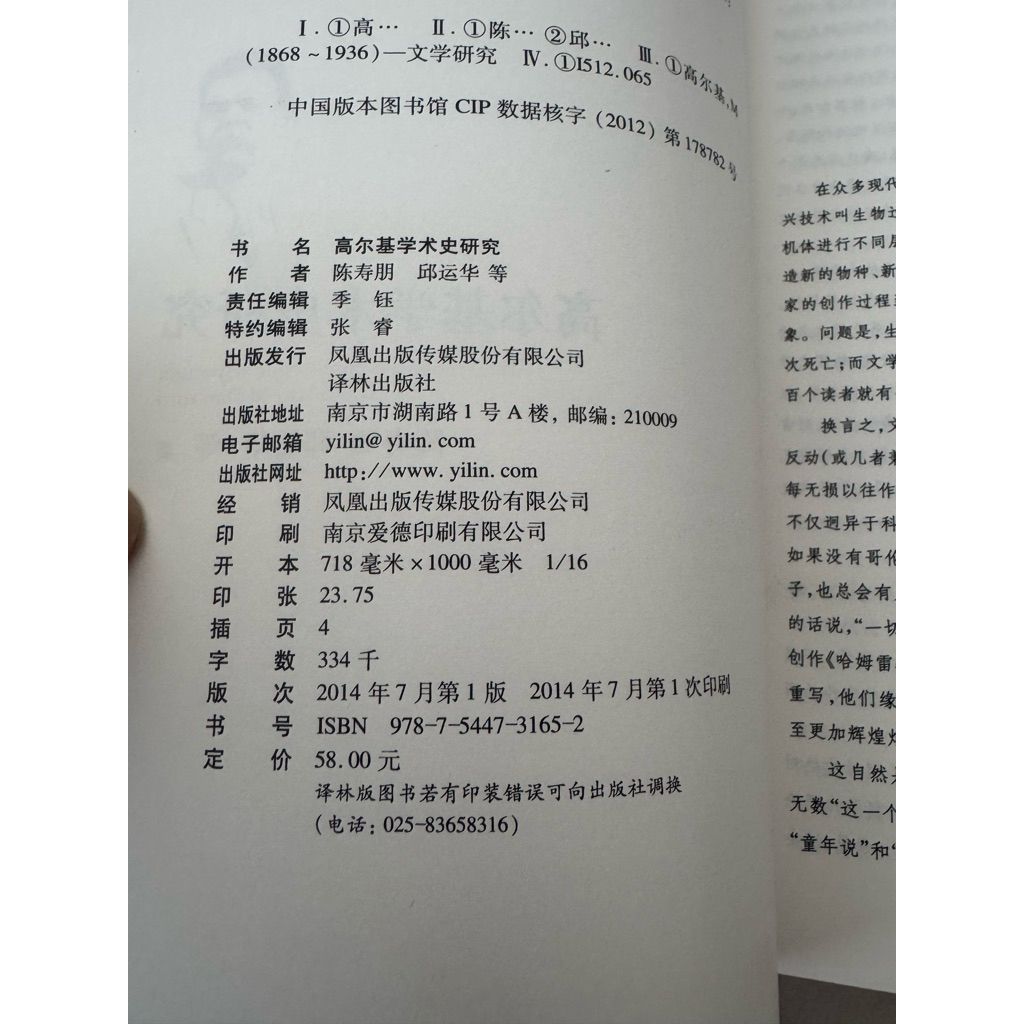 Ⅰ.①高… Ⅱ.①陈…②邱… Ⅲ.①高尔基,M
(1868~1936)—文学研究 Ⅳ.①I512.065
中国版本图书馆 CIP 数据核字(2012)第 178782 号
书 名 高尔基学术史研究
作 者 陈寿朋 邱运华 等
责任编辑 季 钰
特约编辑 张 睿
出版发行 凤凰出版传媒股份有限公司
译林出版社
出版社地址 南京市湖南路 1 号 A 楼,邮编:210009
电子邮箱 yilin@yilin.com
出版社网址 http://www.yilin.com
经 销 凤凰出版传媒股份有限公司
印 刷 南京爱德印刷有限公司
开 本 718 毫米×1000 毫米 1/16
印 张 23.75
插 页 4
字 数 334 千
版 次 2014 年 7 月第 1 版 2014 年 7 月第 1 次印刷
书 号 ISBN 978-7-5447-3165-2
定 价 58.00 元
译林版图书若有印装错误可向出版社调换
(电话:025-83658316)
在众多现代
兴技术叫生物
机体进行不同
造新的物种、新
家的创作过程
象。问题是,生
次死亡;而文学
百个读者就有
换言之,文
反动(或几者兼
每无损以往作
不仅迥异于科
如果没有哥伦
子,也总会有
的话说,“一切
创作《哈姆雷
重写,他们缘
至更加辉煌
这自然
无数“这一个
“童年说”和“